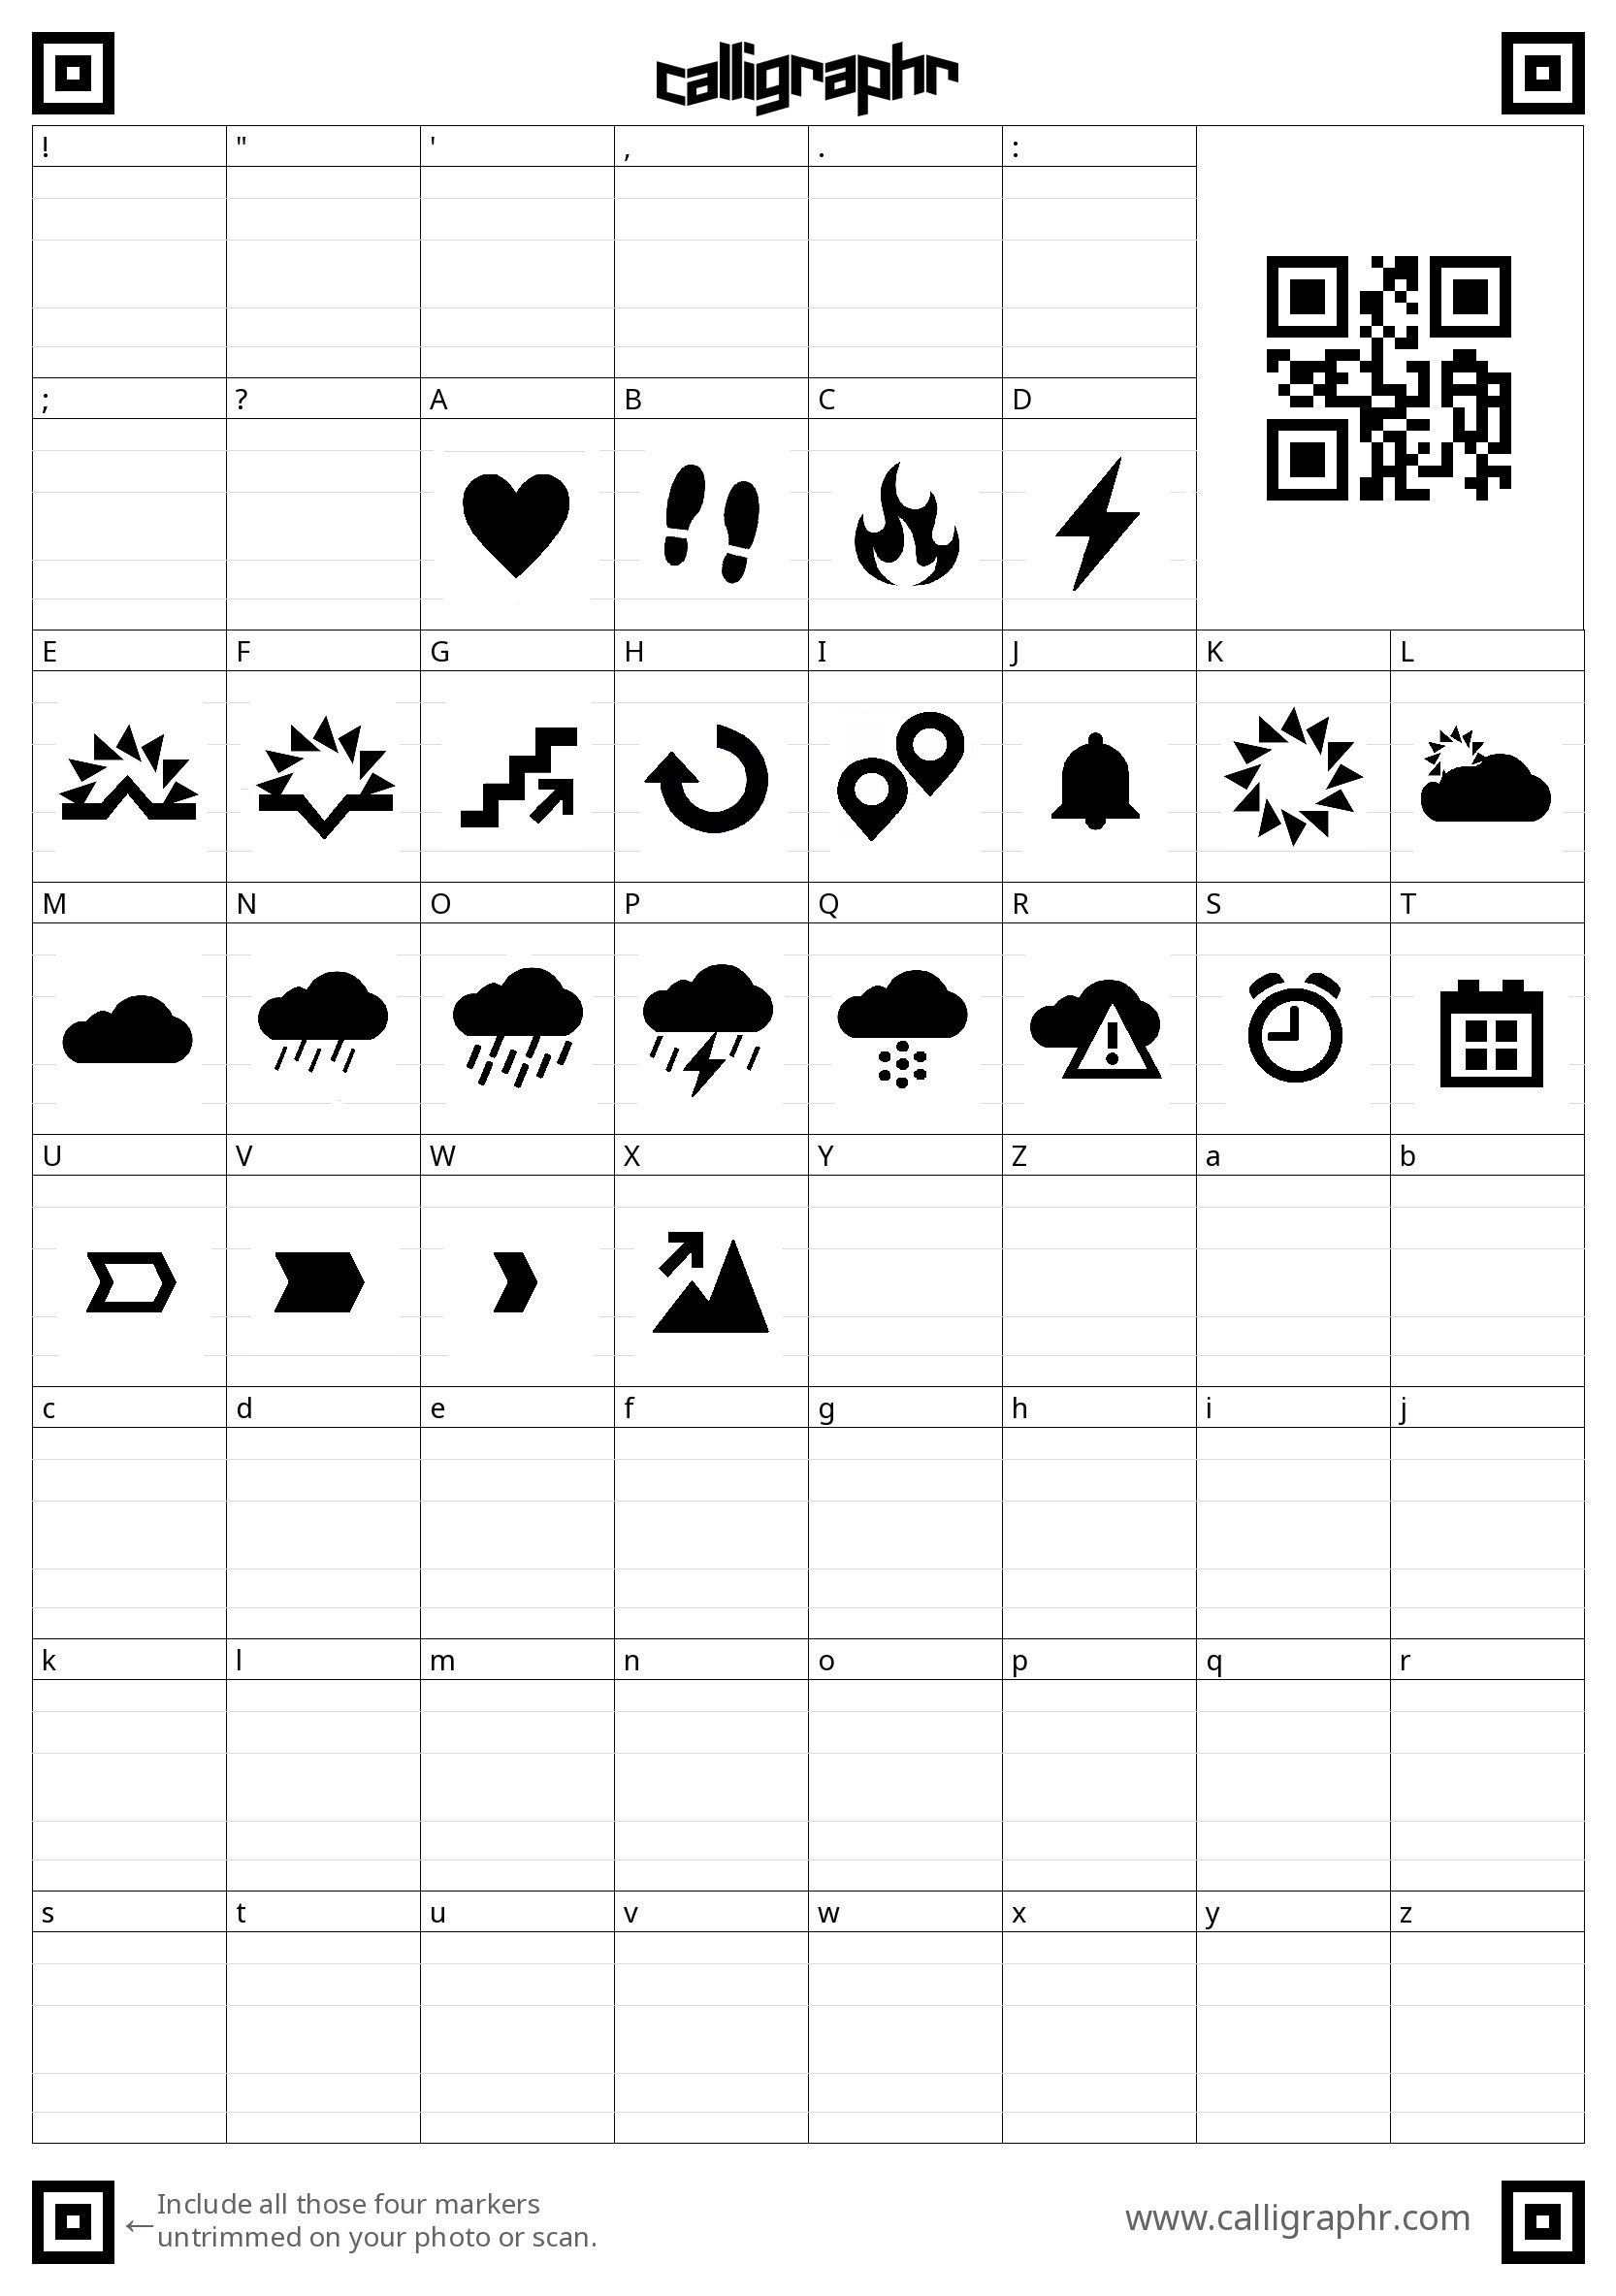 calligraphr
! " ' , . :
; ? A B C D
E F G H I J K L
M N O P Q R S T
U V W X Y Z a b
c d e f g h i j
k l m n o p q r
s t u v w x y z
←Include all those four markers
untrimmed on your photo or scan.
www.calligraphr.com